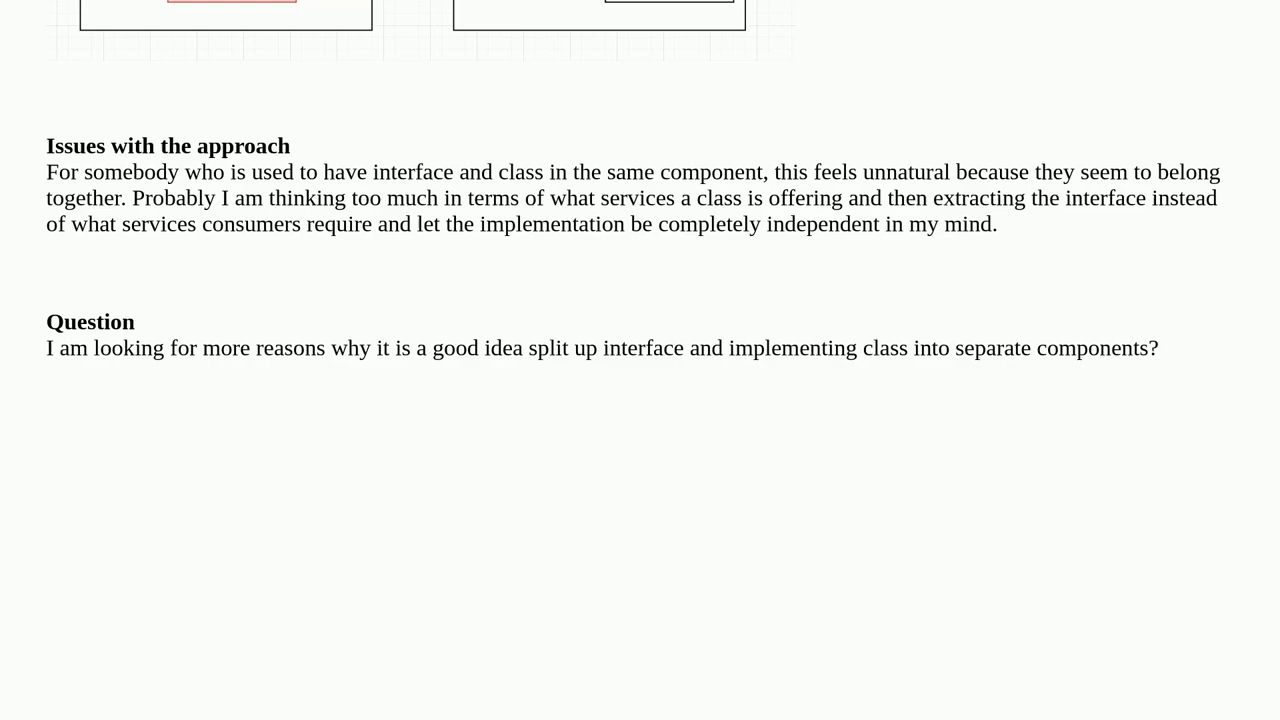 Issues with the approach
For somebody who is used to have interface and class in the same component, this feels unnatural because they seem to belong
together. Probably I am thinking too much in terms of what services a class is offering and then extracting the interface instead
of what services consumers require and let the implementation be completely independent in my mind.
Question
I am looking for more reasons why it is a good idea split up interface and implementing class into separate components?